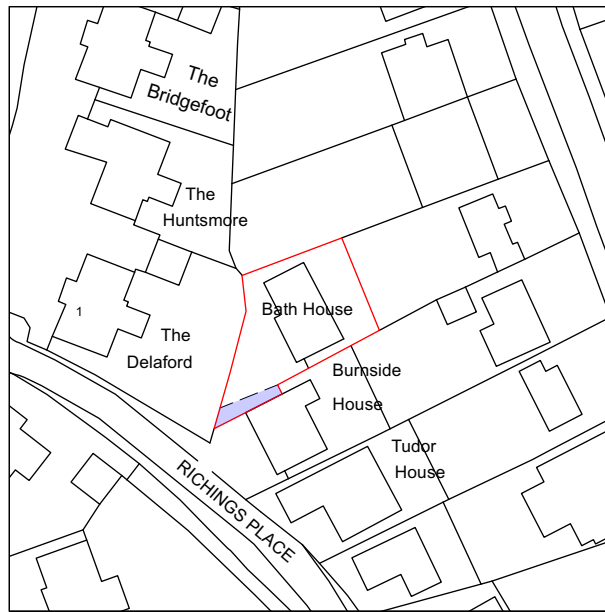 The
Bridgefoot
The
Huntsmore
Bath House
1
The
Delaford
Burnside
House
Tudor
House
RICHINGS PLACE